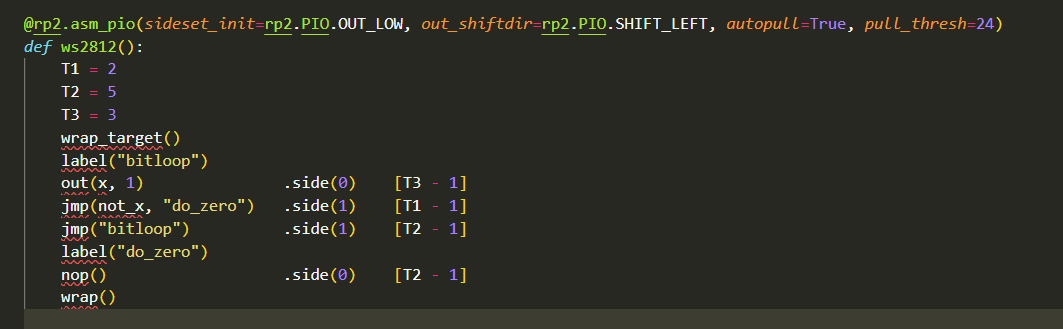 @rp2.asm_pio(sideset_init=rp2.PIO.OUT_LOW, out_shiftdir=rp2.PIO.SHIFT_LEFT, autopull=True, pull_thresh=24)
def ws2812():
    T1 = 2
    T2 = 5
    T3 = 3
    wrap_target()
    label("bitloop")
    out(x, 1)               .side(0)    [T3 - 1]
    jmp(not_x, "do_zero")   .side(1)    [T1 - 1]
    jmp("bitloop")          .side(1)    [T2 - 1]
    label("do_zero")
    nop()                   .side(0)    [T2 - 1]
    wrap()